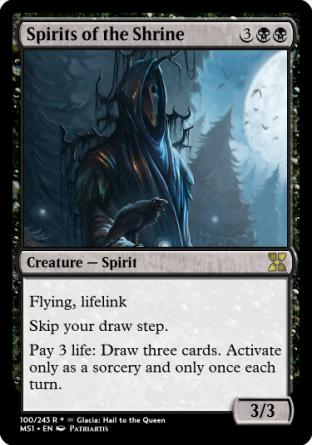 Spirits of the Shrine 3
Creature — Spirit
Flying, lifelink
Skip your draw step.
Pay 3 life: Draw three cards. Activate
only as a sorcery and only once each
turn.
3/3
100/243 R * = Glacia: Hail to the Queen
MS1 • EN Patriartis